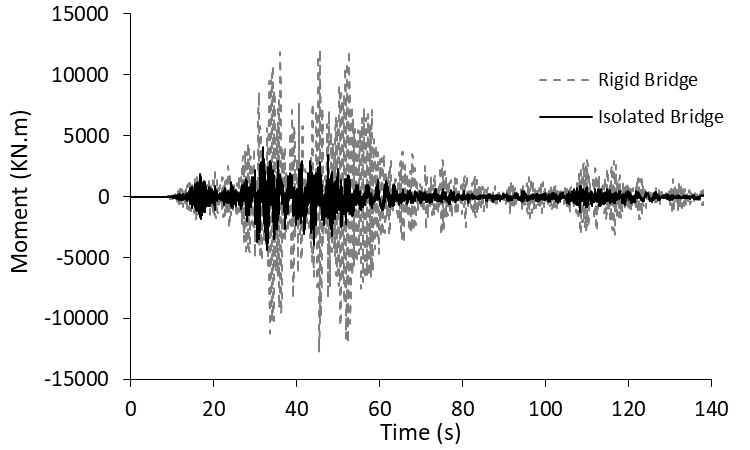 15000
10000
5000
0
-5000
-10000
-15000
Moment (KN.m)
Rigid Bridge
Isolated Bridge
0 20 40 60 80 100 120 140
Time (s)